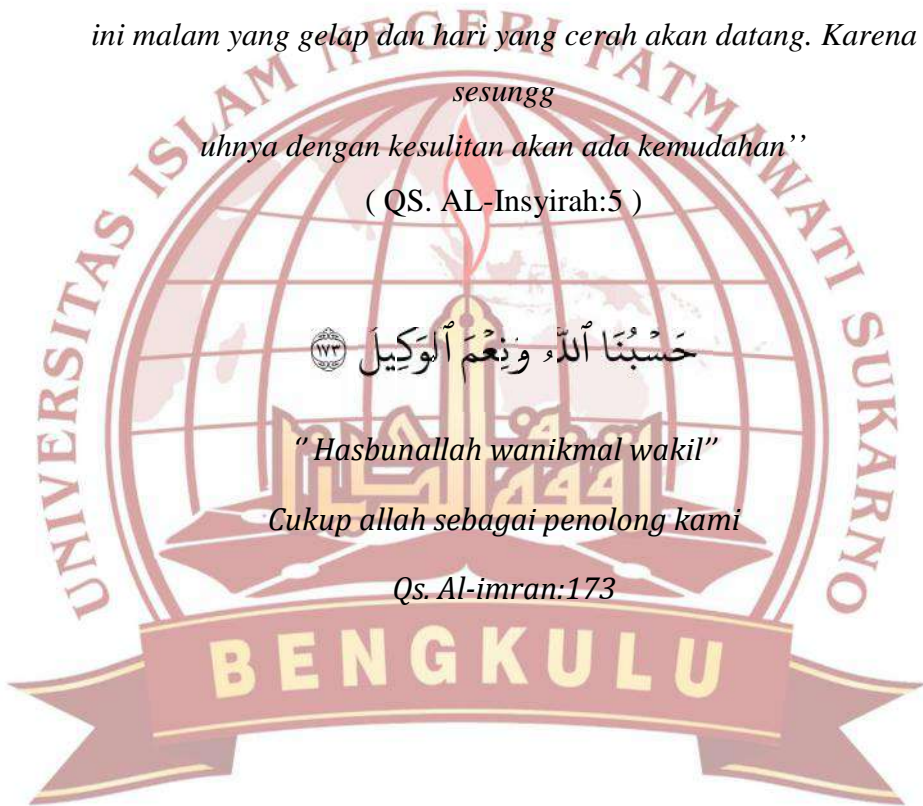 ini malam yang gelap dan hari yang cerah akan datang. Karena
sesungg
uhnya dengan kesulitan akan ada kemudahan’’
( QS. AL-Insyirah:5 )
حَسْبُنَا ٱللَّهُ وَنِعْمَ ٱلْوَكِيلُ ١٧٣
“ Hasbunallah wanikmal wakil”
Cukup allah sebagai penolong kami
Qs. Al-imran:173
UNIVERSITAS ISLAM NEGERI FATMAWATI SUKARNO
BENGKULU